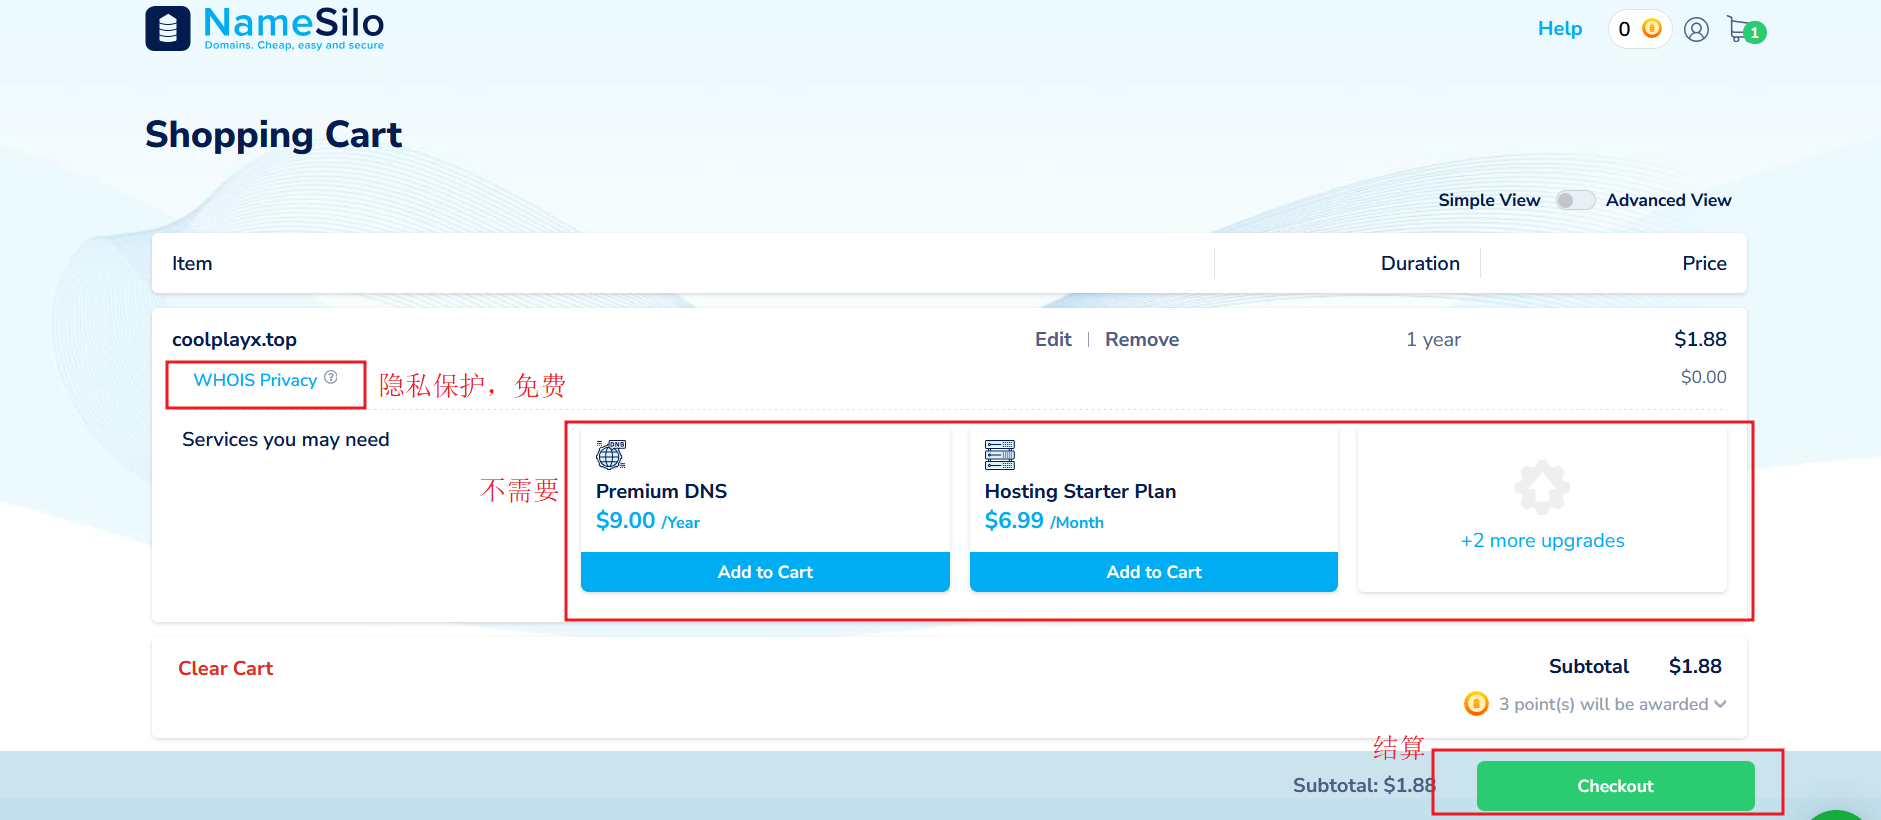 NameSilo
Domains. Cheap, easy and secure
Help
0
1
Shopping Cart
Simple View Advanced View
Item Duration Price
coolplayx.top Edit | Remove 1 year $1.88
WHOIS Privacy ? 隐私保护，免费 $0.00
Services you may need
不需要
DNS
Premium DNS
$9.00 /Year
Add to Cart
Hosting Starter Plan
$6.99 /Month
Add to Cart
+2 more upgrades
Clear Cart
Subtotal $1.88
3 point(s) will be awarded
结算
Subtotal: $1.88
Checkout